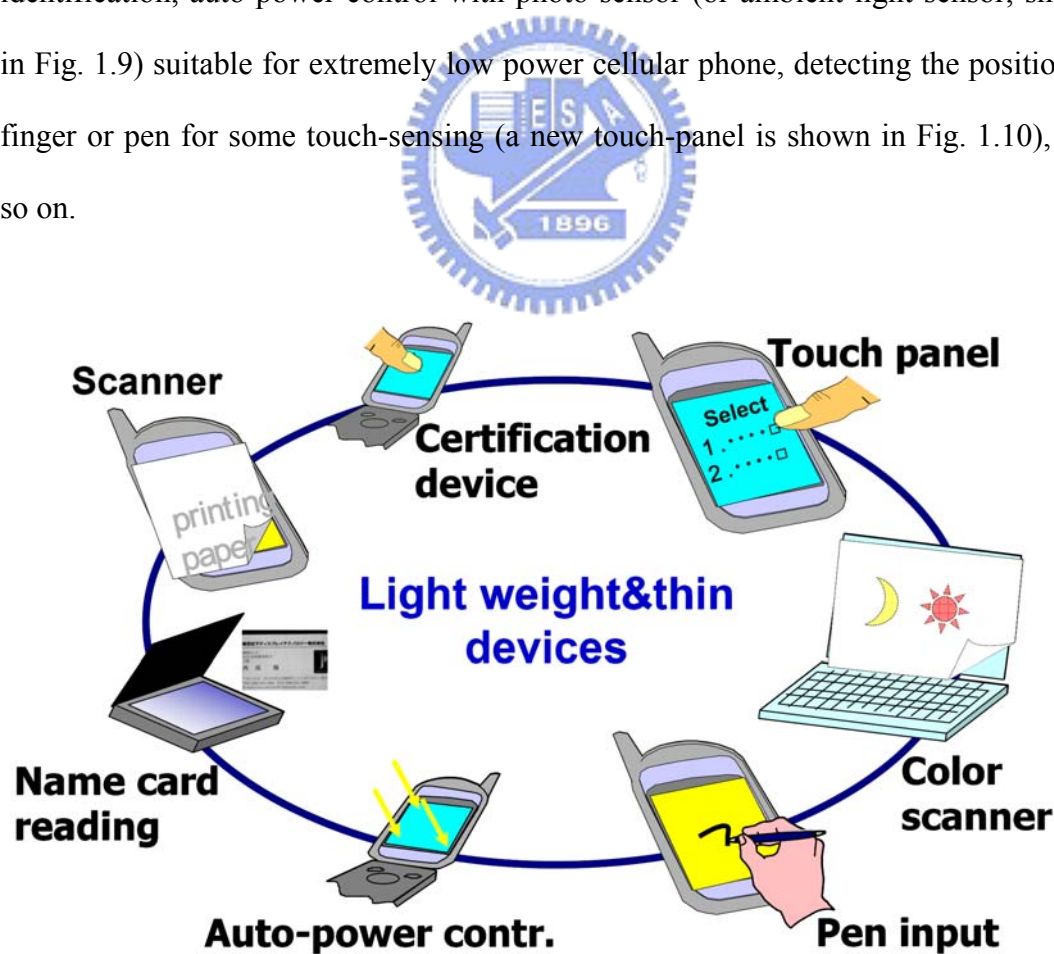 identification, auto power control with photo sensor (or ambient light sensor,
in Fig. 1.9) suitable for extremely low power cellular phone, detecting the
finger or pen for some touch-sensing (a new touch-panel is shown in Fig. 1.10),
so on.
E S A
1896
Scanner
Touch panel
Select
1.····□
2.····□
Certification
device
printing
paper
Light weight&thin
devices
Name card
reading
Color
scanner
Auto-power contr.
Pen input